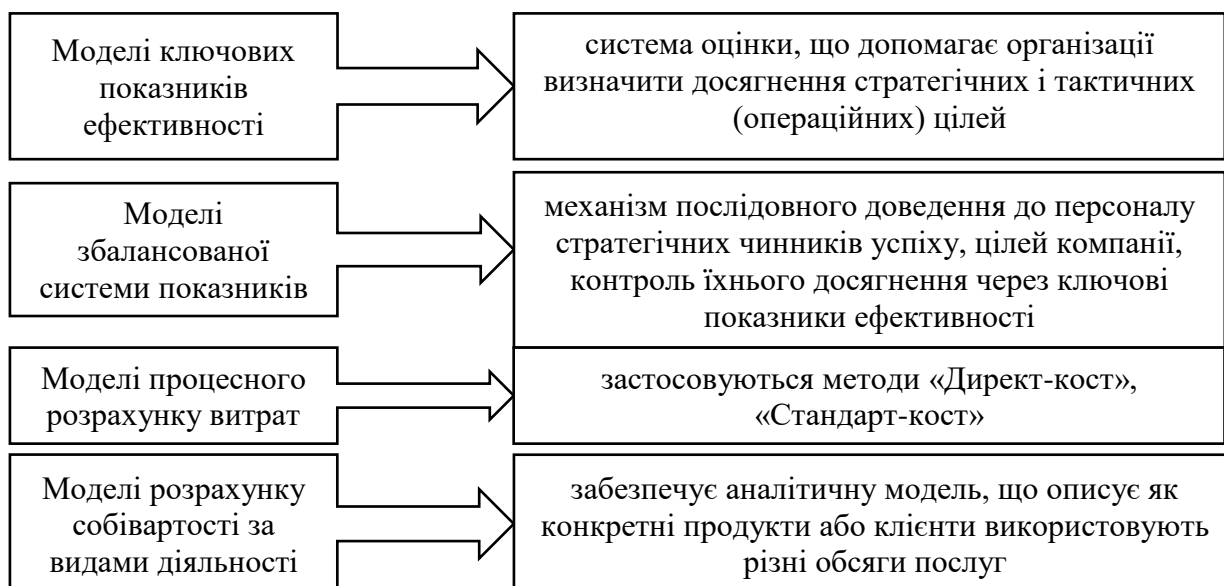 Моделі ключових
показників
ефективності
система оцінки, що допомагає організації
визначити досягнення стратегічних і тактичних
(операційних) цілей
Моделі
збалансованої
системи показників
механізм послідовного доведення до персоналу
стратегічних чинників успіху, цілей компанії,
контроль їхнього досягнення через ключові
показники ефективності
Моделі процесного
розрахунку витрат
застосовуються методи «Директ-кост»,
«Стандарт-кост»
Моделі розрахунку
собівартості за
видами діяльності
забезпечує аналітичну модель, що описує як
конкретні продукти або клієнти використовують
різні обсяги послуг